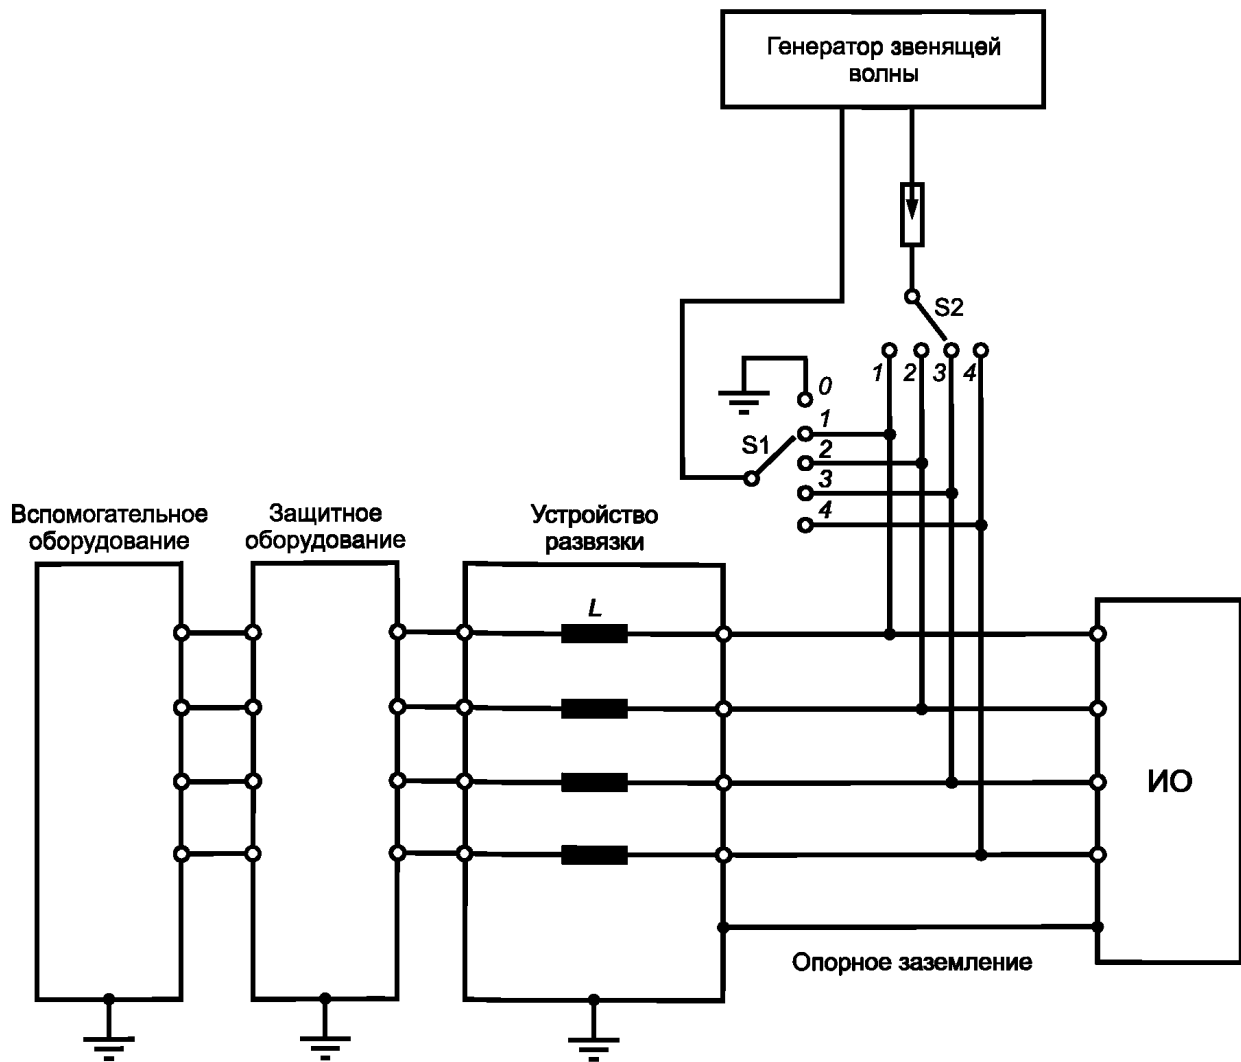 Генератор звенящей
волны
S2
1 2 3 4
0
1
S1
2
3
4
Вспомогательное
оборудование
Защитное
оборудование
Устройство
развязки
L
ИО
Опорное заземление